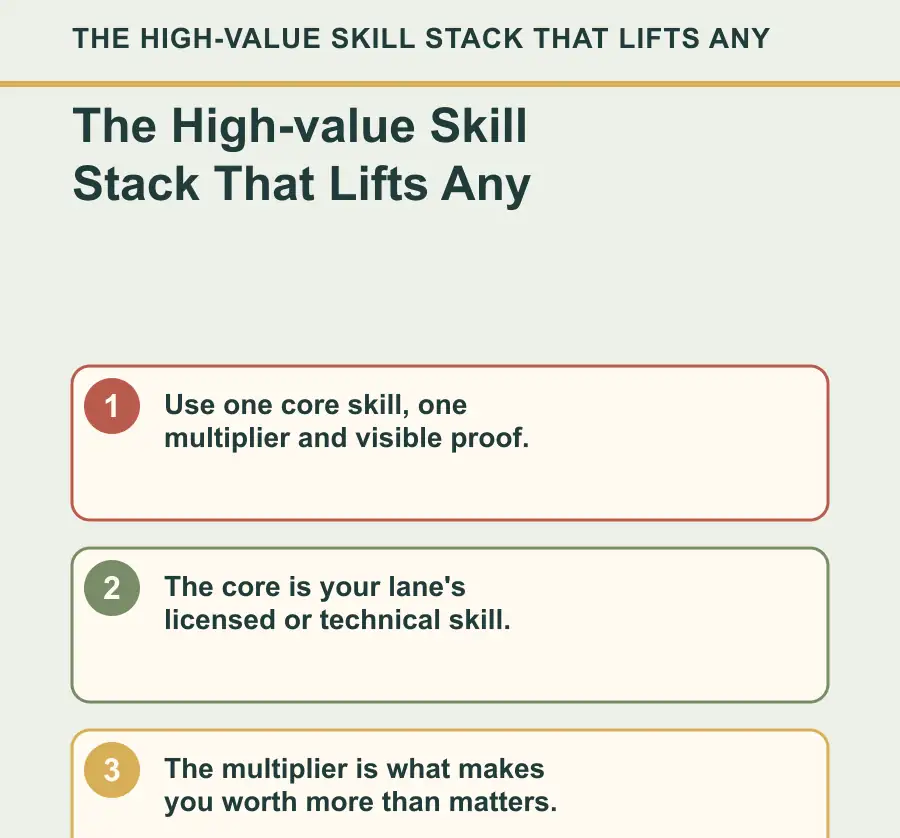 THE HIGH-VALUE SKILL STACK THAT LIFTS ANY
The High-value Skill
Stack That Lifts Any
1
Use one core skill, one
multiplier and visible proof.
2
The core is your lane's
licensed or technical skill.
3
The multiplier is what makes
you worth more than matters.